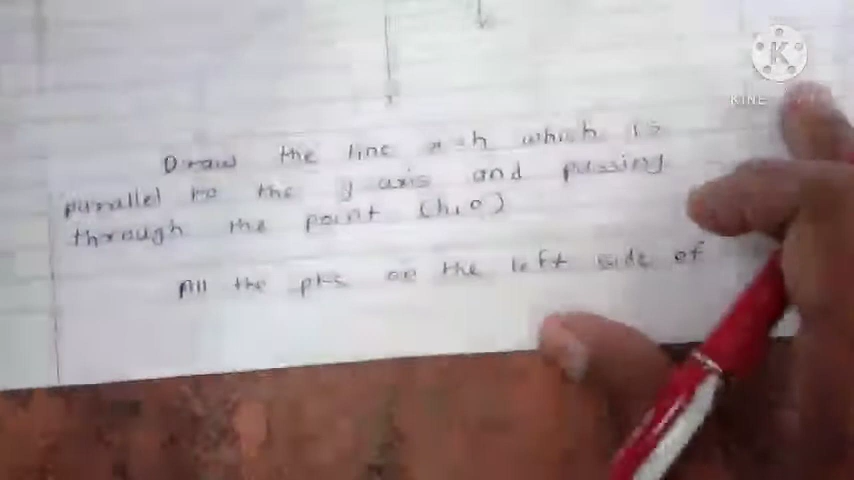 Draw the line x = h which is
parallel to the y axis and passing
through the point (h,0)
All the pts on the left side of
K
KINE